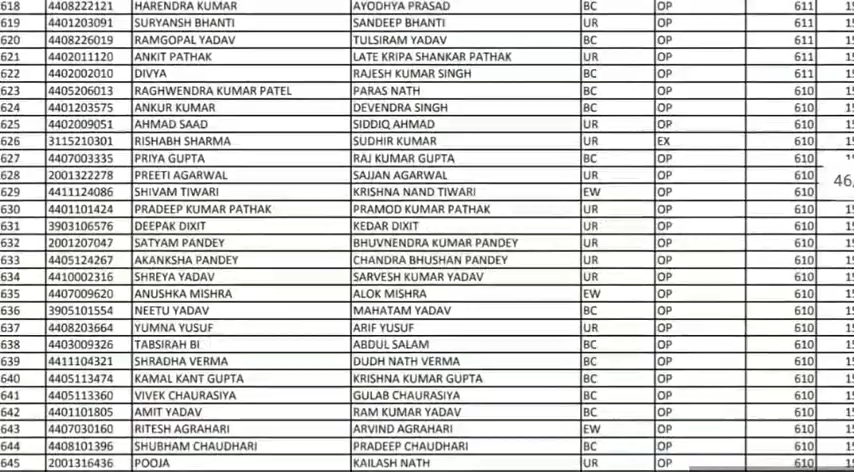 618 4408222121 HARENDRA KUMAR AYODHYA PRASAD BC OP 611
619 4401203091 SURYANSH BHANTI SANDEEP BHANTI UR OP 611
620 4408226019 RAMGOPAL YADAV TULSIRAM YADAV BC OP 611
621 4402011120 ANKIT PATHAK LATE KRIPA SHANKAR PATHAK UR OP 611
622 4402002010 DIVYA RAJESH KUMAR SINGH BC OP 611
623 4405206013 RAGHWENDRA KUMAR PATEL PARAS NATH BC OP 610
624 4401203575 ANKUR KUMAR DEVENDRA SINGH BC OP 610
625 4402009051 AHMAD SAAD SIDDIQ AHMAD UR OP 610
626 3115210301 RISHABH SHARMA SUDHIR KUMAR UR EX 610
627 4407003335 PRIYA GUPTA RAJ KUMAR GUPTA BC OP 610
628 2001322278 PREETI AGARWAL SAJJAN AGARWAL UR OP 610
629 4411124086 SHIVAM TIWARI KRISHNA NAND TIWARI EW OP 610 46,
630 4401101424 PRADEEP KUMAR PATHAK PRAMOD KUMAR PATHAK UR OP 610
631 3903106576 DEEPAK DIXIT KEDAR DIXIT UR OP 610
632 2001207047 SATYAM PANDEY BHUVNENDRA KUMAR PANDEY UR OP 610
633 4405124267 AKANKSHA PANDEY CHANDRA BHUSHAN PANDEY UR OP 610
634 4410002316 SHREYA YADAV SARVESH KUMAR YADAV UR OP 610
635 4407009620 ANUSHKA MISHRA ALOK MISHRA EW OP 610
636 3905101554 NEETU YADAV MAHATAM YADAV BC OP 610
637 4408203664 YUMNA YUSUF ARIF YUSUF UR OP 610
638 4403009326 TABSIRAH BI ABDUL SALAM BC OP 610
639 4411104321 SHRADHA VERMA DUDH NATH VERMA BC OP 610
640 4405113474 KAMAL KANT GUPTA KRISHNA KUMAR GUPTA BC OP 610
641 4405113360 VIVEK CHAURASIYA GULAB CHAURASIYA BC OP 610
642 4401101805 AMIT YADAV RAM KUMAR YADAV BC OP 610
643 4407030160 RITESH AGRAHARI ARVIND AGRAHARI EW OP 610
644 4408101396 SHUBHAM CHAUDHARI PRADEEP CHAUDHARI BC OP 610
645 2001316436 POOJA KAILASH NATH UR OP 610